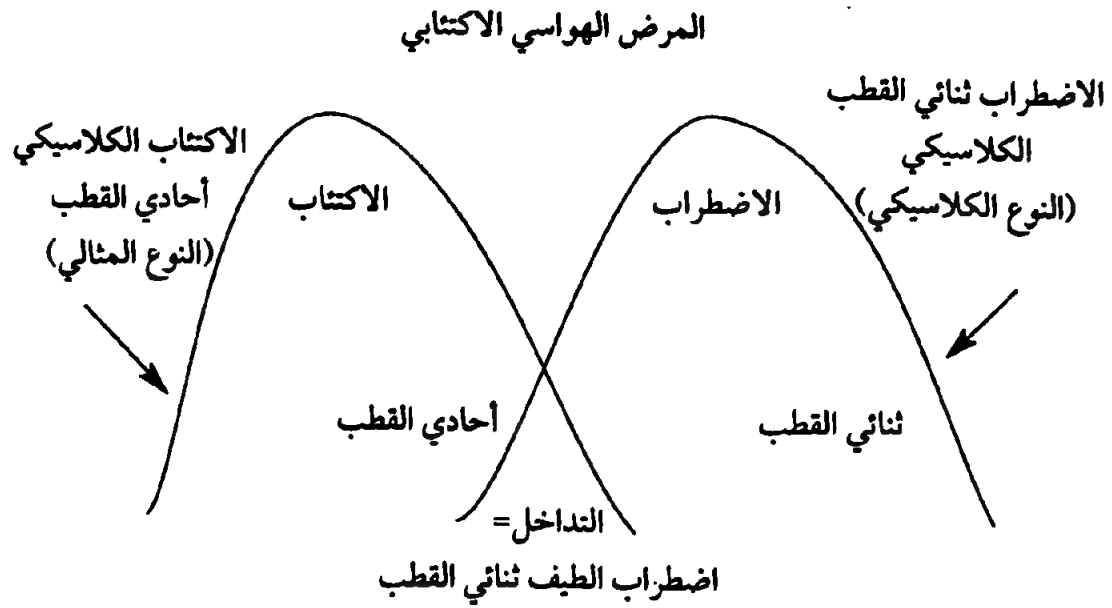 المرض الهواسي الاكتئابي
الاضطراب ثنائي القطب
الكلاسيكي
(النوع الكلاسيكي)
الاكتئاب الكلاسيكي
أحادي القطب
(النوع المثالي)
الاضطراب
الاكتئاب
ثنائي القطب
أحادي القطب
التداخل=
اضطراب الطيف ثنائي القطب